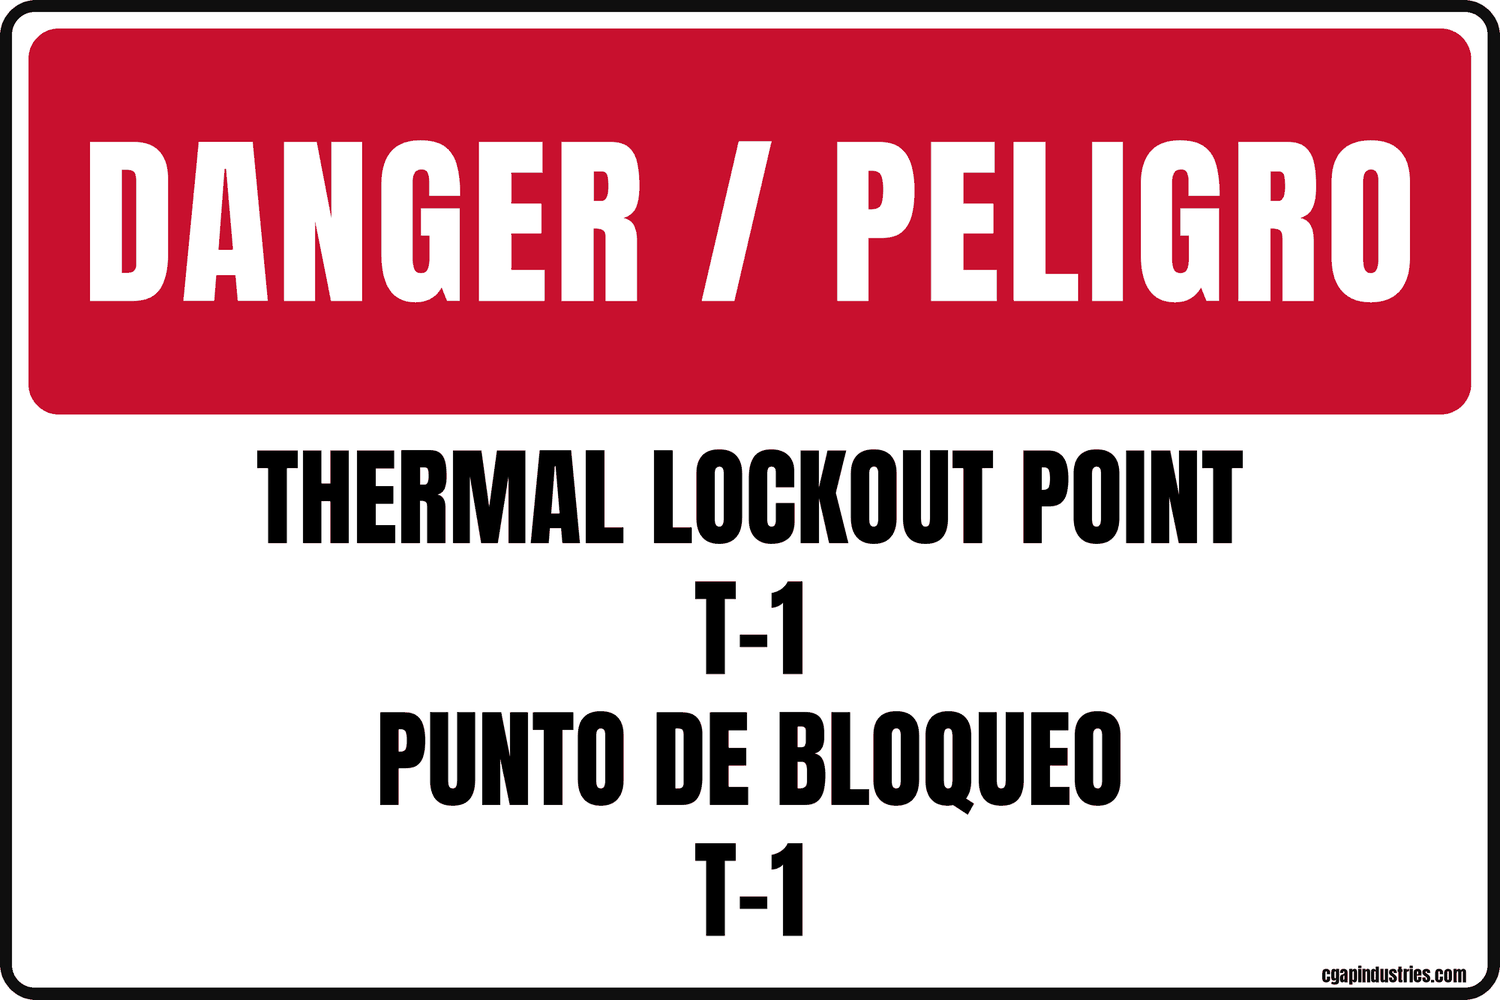 DANGER / PELIGRO
THERMAL LOCKOUT POINT
T-1
PUNTO DE BLOQUEO
T-1
cgapindustries.com